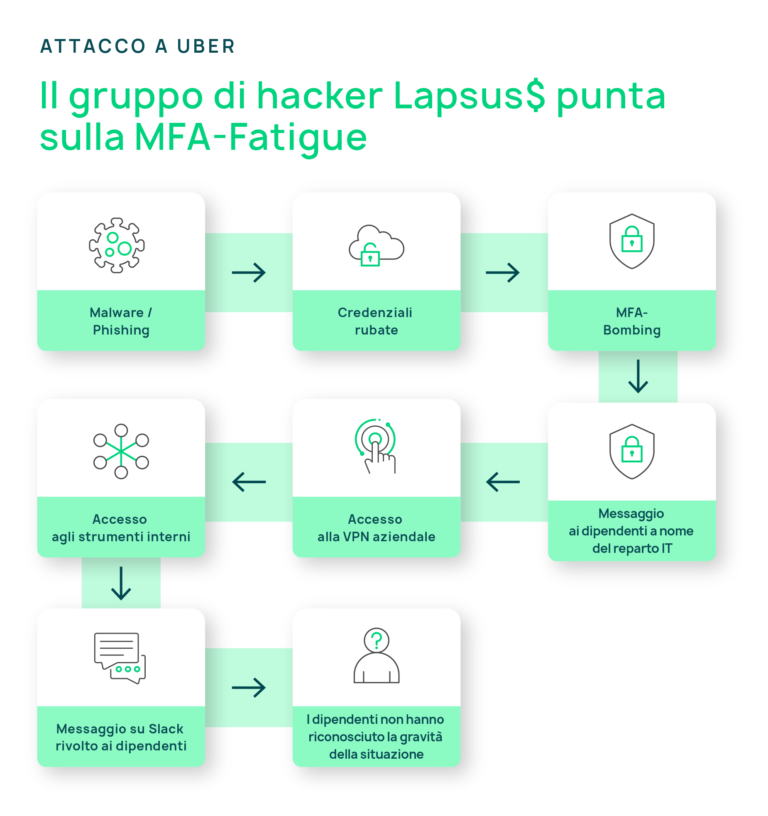 ATTACCO A UBER
Il gruppo di hacker Lapsus$ punta
sulla MFA-Fatigue
Malware /
Phishing
Credenziali
rubate
MFA-
Bombing
Messaggio
ai dipendenti a nome
del reparto IT
Accesso
alla VPN aziendale
Accesso
agli strumenti interni
Messaggio su Slack
rivolto ai dipendenti
I dipendenti non hanno
riconosciuto la gravità
della situazione